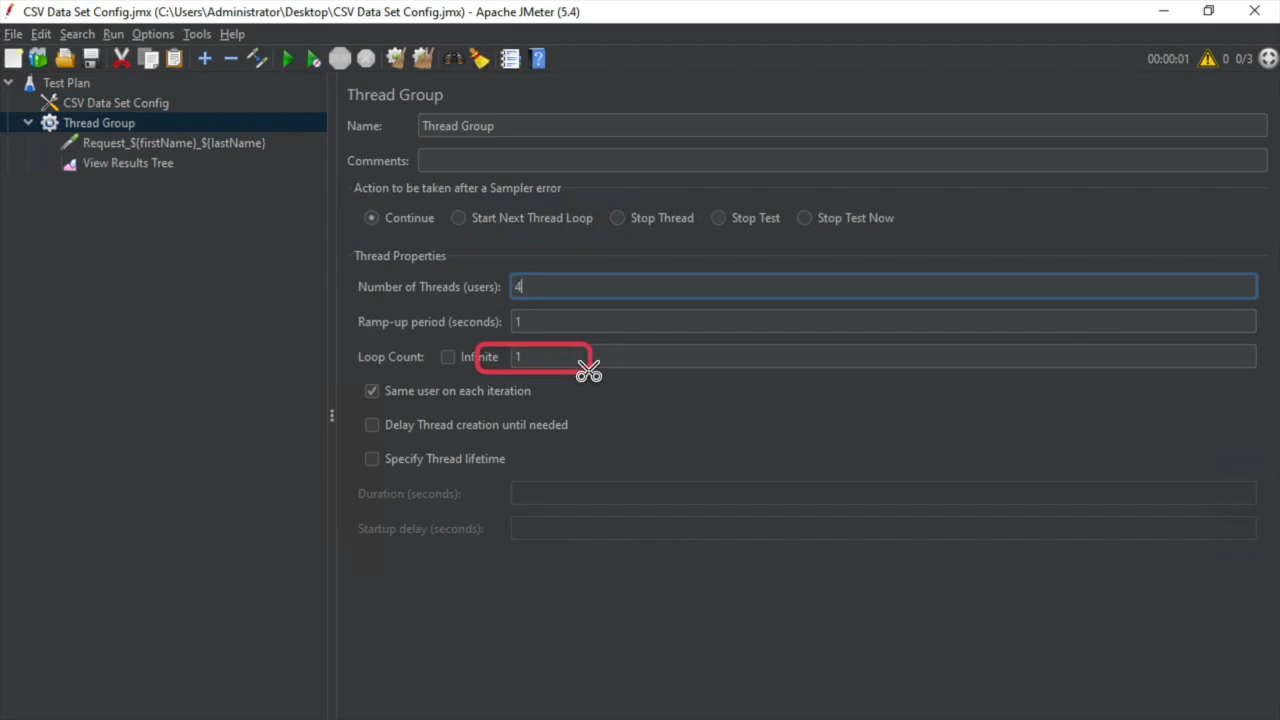 CSV Data Set Config.jmx (C:\Users\Administrator\Desktop\CSV Data Set Config.jmx) - Apache JMeter (5.4)
File Edit Search Run Options Tools Help
00:00:01 0 0/3
Test Plan
CSV Data Set Config
Thread Group
Request_${firstName}_${lastName}
View Results Tree
Thread Group
Name: Thread Group
Comments:
Action to be taken after a Sampler error
Continue Start Next Thread Loop Stop Thread Stop Test Stop Test Now
Thread Properties
Number of Threads (users): 4
Ramp-up period (seconds): 1
Loop Count: Infinite 1
Same user on each iteration
Delay Thread creation until needed
Specify Thread lifetime
Duration (seconds):
Startup delay (seconds):